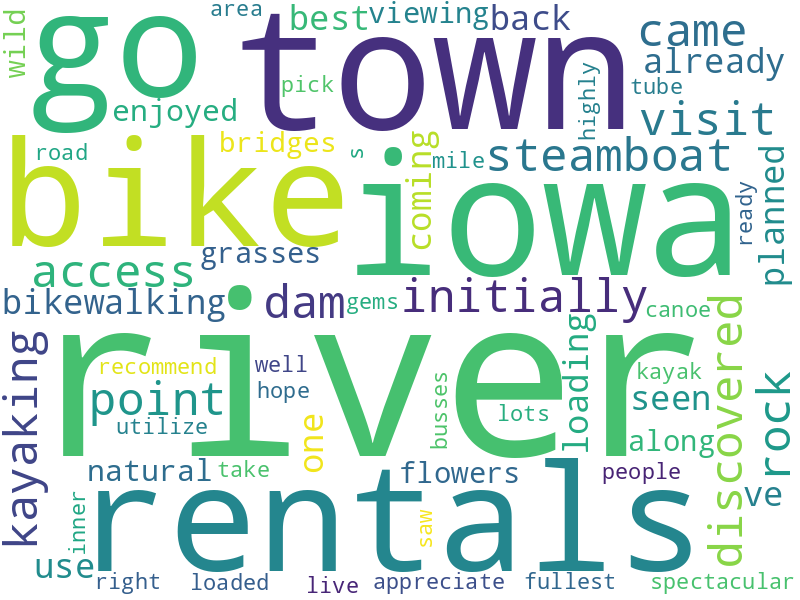 area
best
viewing
back
wild
go
town
came
already
pick
tube
enjoyed
highly
visit
road
bridges
s
coming
mile
steamboat
planned
bike
iowa
ready
grasses
access
bikewalking
dam
gems
initially
canoe
river
discovered
kayaking
recommend
well
hope
loading
kayak
point
utilize
busses
lots
seen
rock
one
along
natural
take
flowers
people
ve
rentals
inner
saw
use
right
loaded
live
appreciate
fullest
spectacular